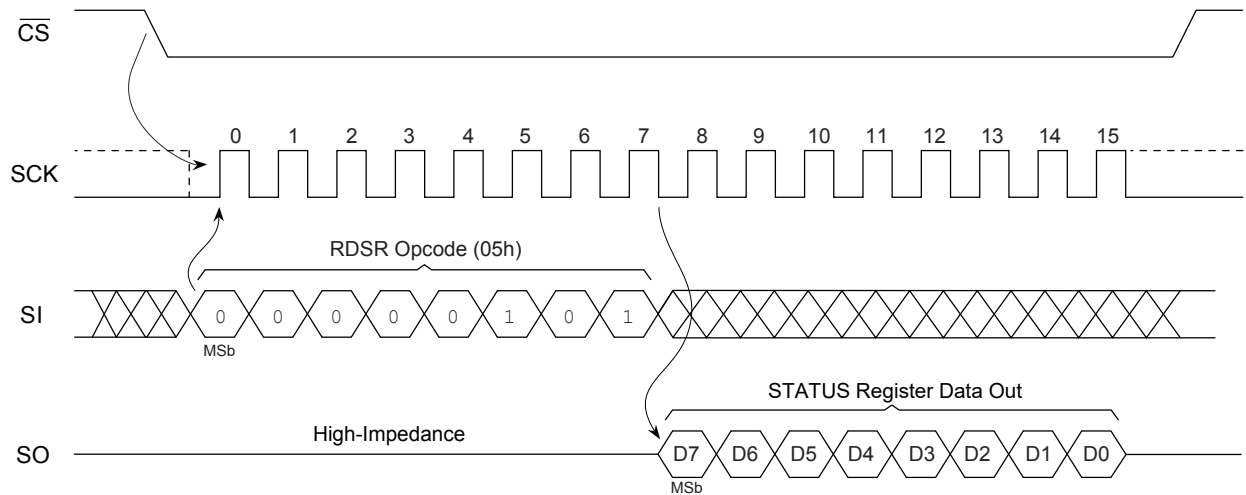 CS
0 1 2 3 4 5 6 7 8 9 10 11 12 13 14 15
SCK
RDSR Opcode (05h)
SI 0 0 0 0 0 1 0 1
MSb
STATUS Register Data Out
High-Impedance
SO D7 D6 D5 D4 D3 D2 D1 D0
MSb